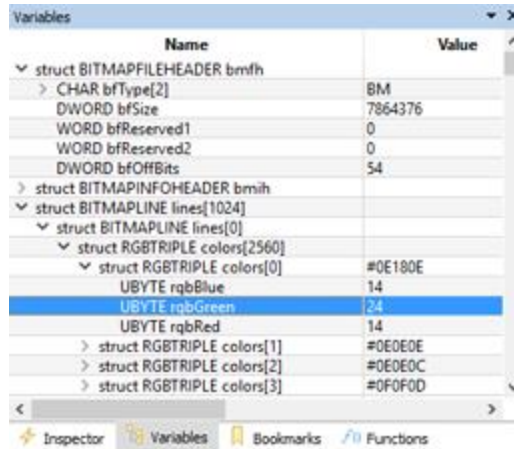 Variables
Name Value
struct BITMAPFILEHEADER bmfh
CHAR bfType[2] BM
DWORD bfSize 7864376
WORD bfReserved1 0
WORD bfReserved2 0
DWORD bfOffBits 54
struct BITMAPINFOHEADER bmih
struct BITMAPLINE lines[1024]
struct BITMAPLINE lines[0]
struct RGBTRIPLE colors[2560]
struct RGBTRIPLE colors[0] #0E180E
UBYTE rgbBlue 14
UBYTE rgbGreen 24
UBYTE rgbRed 14
struct RGBTRIPLE colors[1] #0E0E0E
struct RGBTRIPLE colors[2] #0E0E0C
struct RGBTRIPLE colors[3] #0F0F0D
Inspector Variables Bookmarks Functions